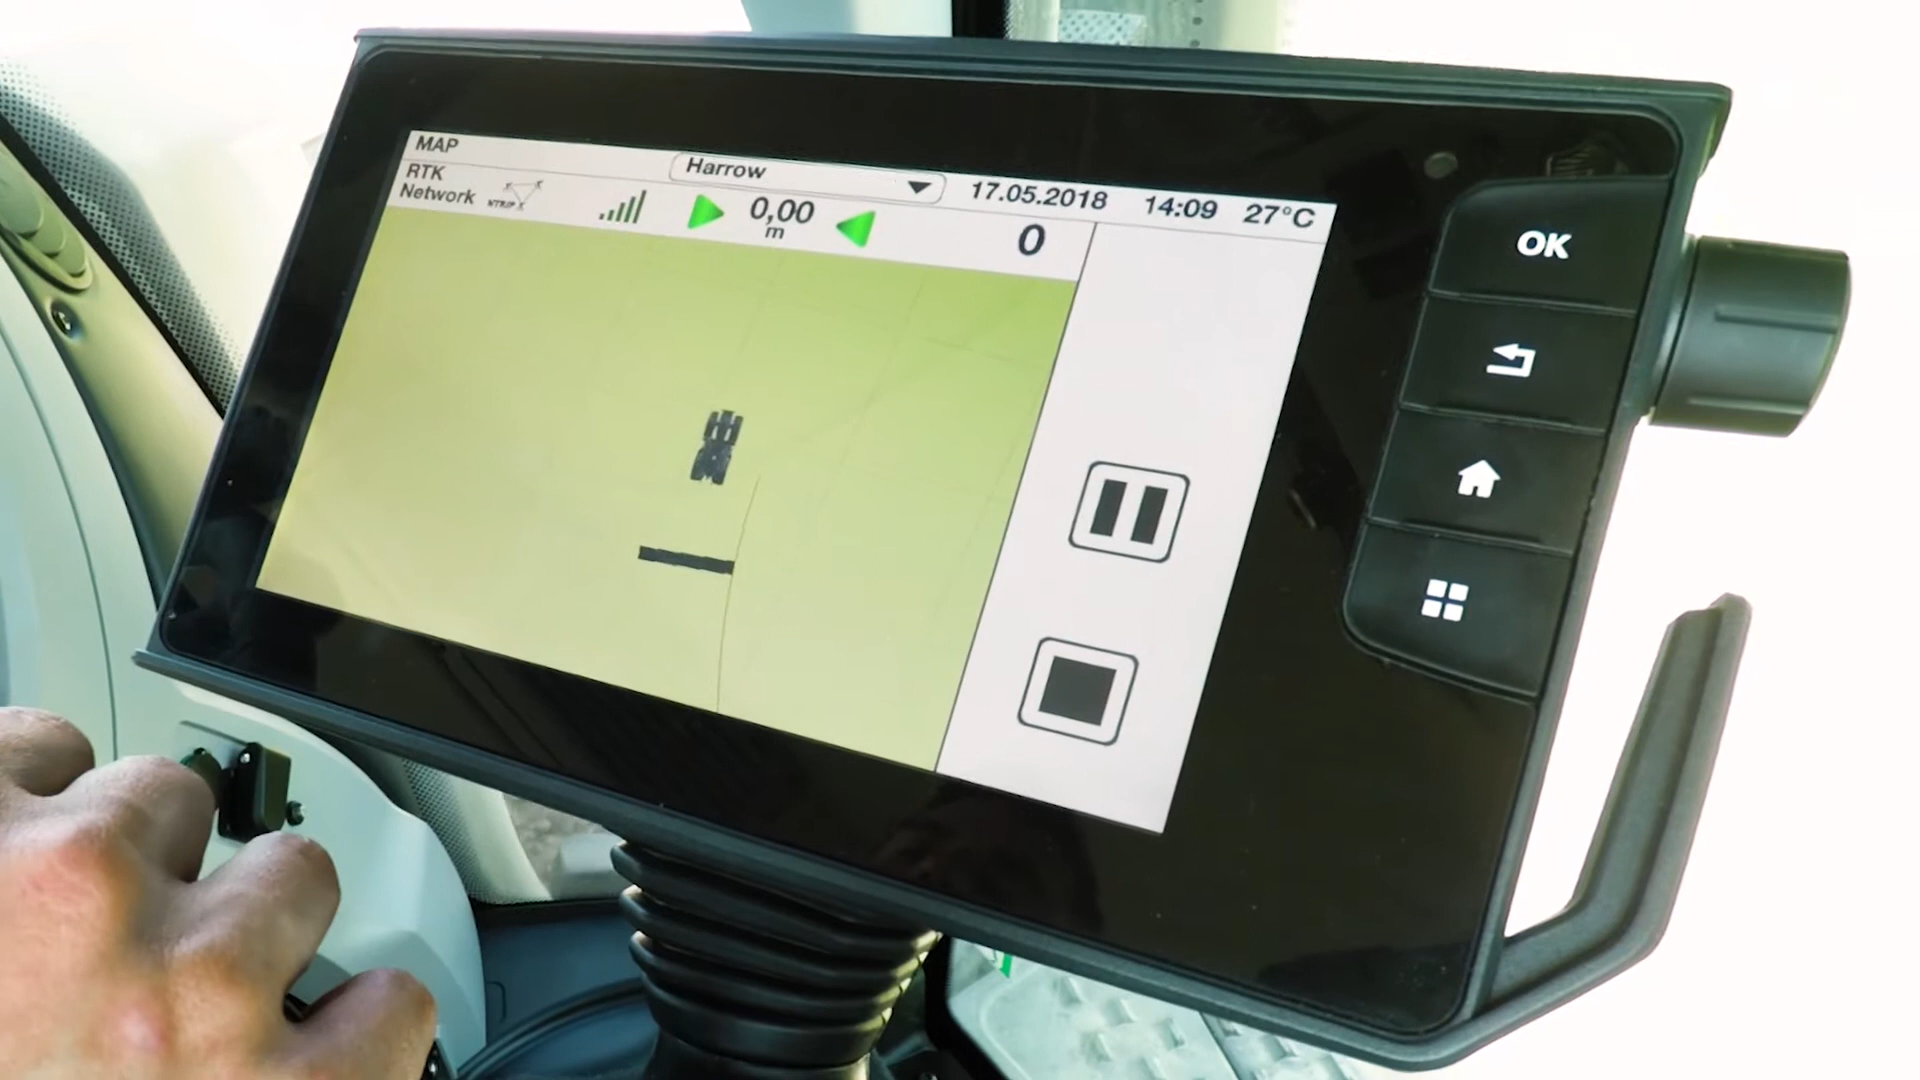 MAP
Harrow
17.05.2018 14:09 27°C
RTK
Network
NTRIP
0,00
m
0
OK